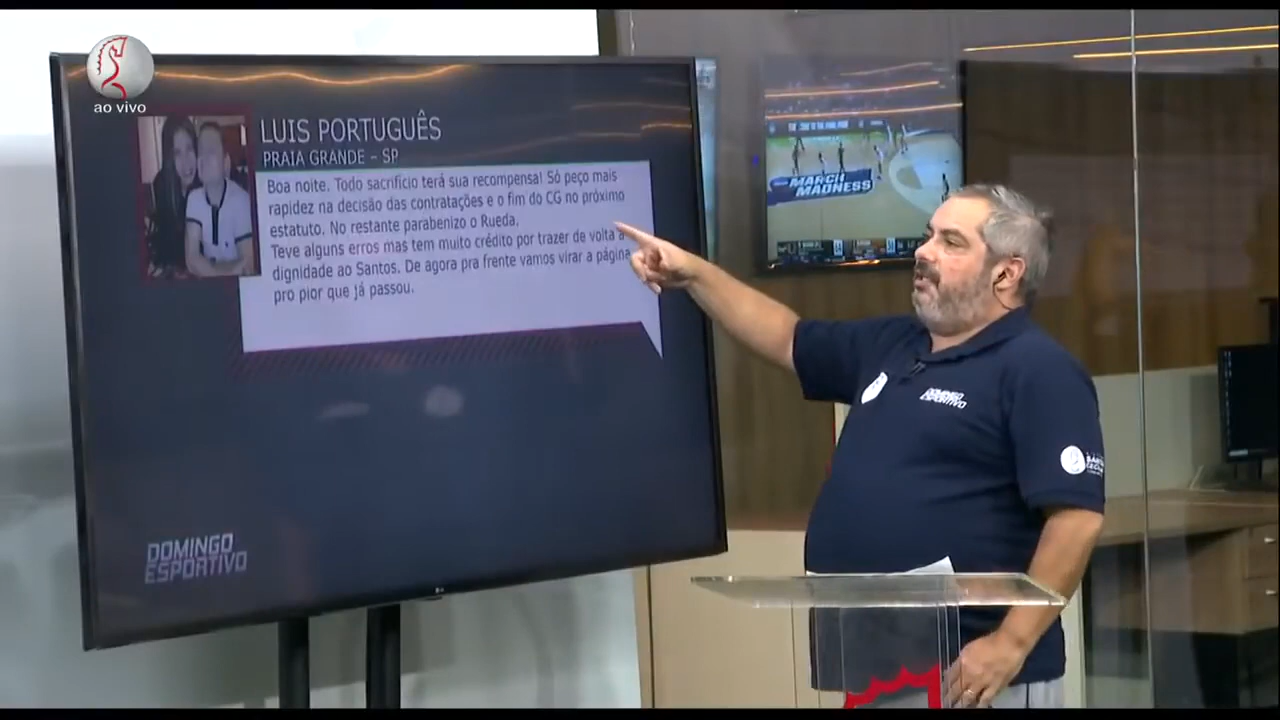 ao vivo
LUIS PORTUGUÊS
PRAIA GRANDE – SP
Boa noite. Todo sacrifício terá sua recompensa! Só peço mais
rapidez na decisão das contratações e o fim do CG no próximo
estatuto. No restante parabenizo o Rueda.
Teve alguns erros mas tem muito crédito por trazer de volta a
dignidade ao Santos. De agora pra frente vamos virar a página
pro pior que já passou.
DOMINGO
ESPORTIVO
MARCH
MADNESS
DOMINGO
ESPORTIVO
LG